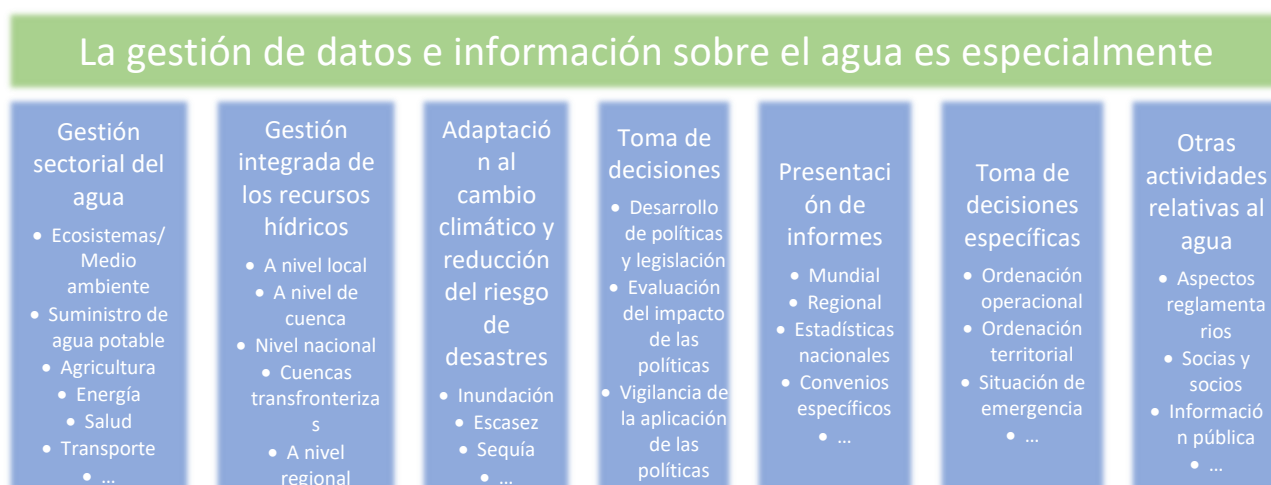 La gestión de datos e información sobre el agua es especialmente
Gestión
sectorial del
agua
• Ecosistemas/
Medio
ambiente
• Suministro de
agua potable
• Agricultura
• Energía
• Salud
• Transporte
• ...
Gestión
integrada de
los recursos
hídricos
• A nivel local
• A nivel de
cuenca
• Nivel nacional
• Cuencas
transfronteriza
s
• A nivel
regional
Adaptació
n al
cambio
climático y
reducción
del riesgo
de
desastres
• Inundación
• Escasez
• Sequía
• ...
Toma de
decisiones
• Desarrollo
de políticas
y legislación
• Evaluación
del impacto
de las
políticas
• Vigilancia de
la aplicación
de las
políticas
Presentaci
ón de
informes
• Mundial
• Regional
• Estadísticas
nacionales
• Convenios
específicos
• ...
Toma de
decisiones
específicas
• Ordenación
operacional
• Ordenación
territorial
• Situación de
emergencia
• ...
Otras
actividades
relativas al
agua
• Aspectos
reglamenta
rios
• Socias y
socios
• Informació
n pública
• ...